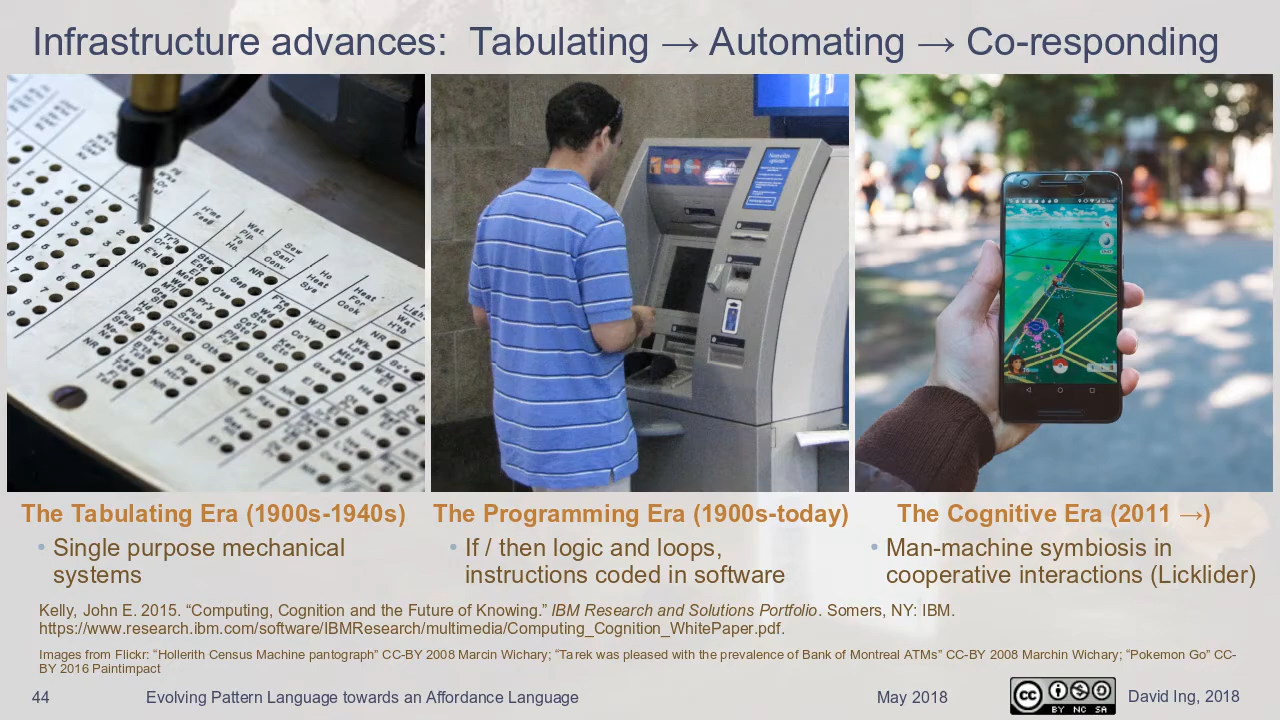 Infrastructure advances: Tabulating → Automating → Co-responding
The Tabulating Era (1900s-1940s)
• Single purpose mechanical
systems
The Programming Era (1900s-today)
• If / then logic and loops,
instructions coded in software
The Cognitive Era (2011 →)
• Man-machine symbiosis in
cooperative interactions (Licklider)
Kelly, John E. 2015. “Computing, Cognition and the Future of Knowing.” IBM Research and Solutions Portfolio. Somers, NY: IBM.
https://www.research.ibm.com/software/IBMResearch/multimedia/Computing_Cognition_WhitePaper.pdf.
Images from Flickr: “Hollerith Census Machine pantograph” CC-BY 2008 Marcin Wichary; “Tarek was pleased with the prevalence of Bank of Montreal ATMs” CC-BY 2008 Marchin Wichary; “Pokemon Go” CC-
BY 2016 Paintimpact
44
Evolving Pattern Language towards an Affordance Language
May 2018
cc
BY NC SA
David Ing, 2018